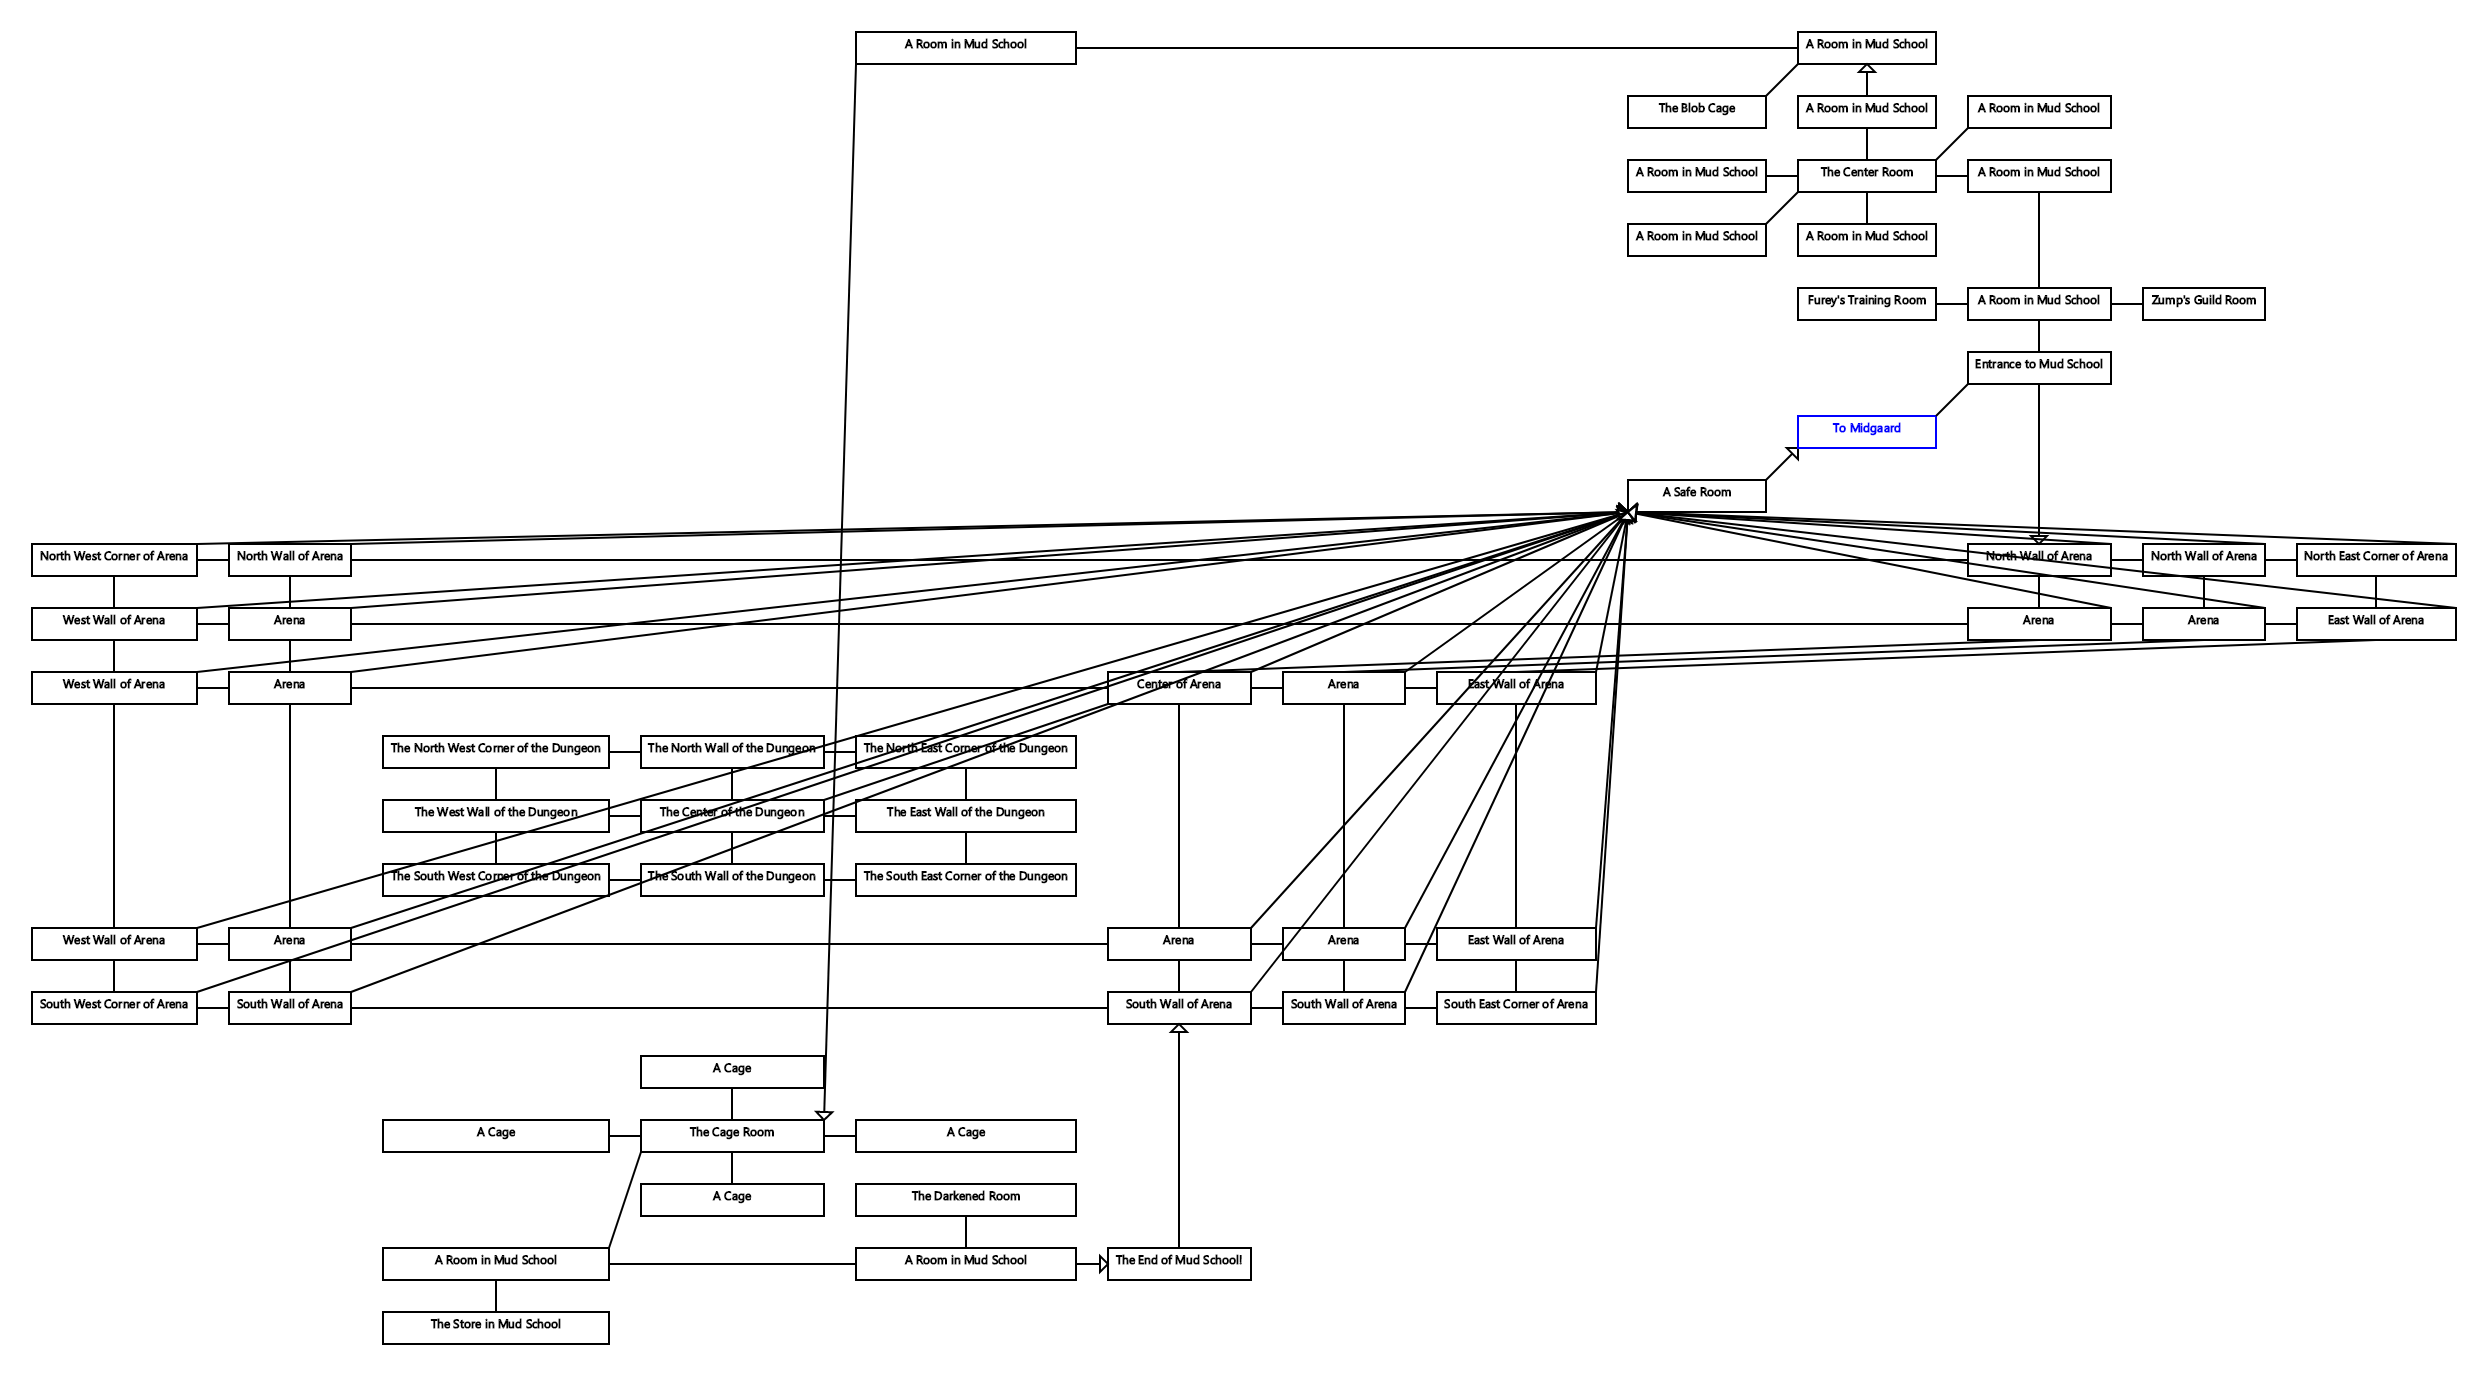 A Room in Mud School
A Room in Mud School
The Blob Cage
A Room in Mud School
A Room in Mud School
A Room in Mud School
The Center Room
A Room in Mud School
A Room in Mud School
A Room in Mud School
Furey's Training Room
A Room in Mud School
Zump's Guild Room
Entrance to Mud School
To Midgaard
A Safe Room
North West Corner of Arena
North Wall of Arena
North Wall of Arena
North Wall of Arena
North East Corner of Arena
West Wall of Arena
Arena
Arena
Arena
East Wall of Arena
West Wall of Arena
Arena
Center of Arena
Arena
East Wall of Arena
The North West Corner of the Dungeon
The North Wall of the Dungeon
The North East Corner of the Dungeon
The West Wall of the Dungeon
The Center of the Dungeon
The East Wall of the Dungeon
The South West Corner of the Dungeon
The South Wall of the Dungeon
The South East Corner of the Dungeon
West Wall of Arena
Arena
Arena
Arena
East Wall of Arena
South West Corner of Arena
South Wall of Arena
South Wall of Arena
South Wall of Arena
South East Corner of Arena
A Cage
A Cage
The Cage Room
A Cage
A Cage
The Darkened Room
A Room in Mud School
A Room in Mud School
The End of Mud School!
The Store in Mud School